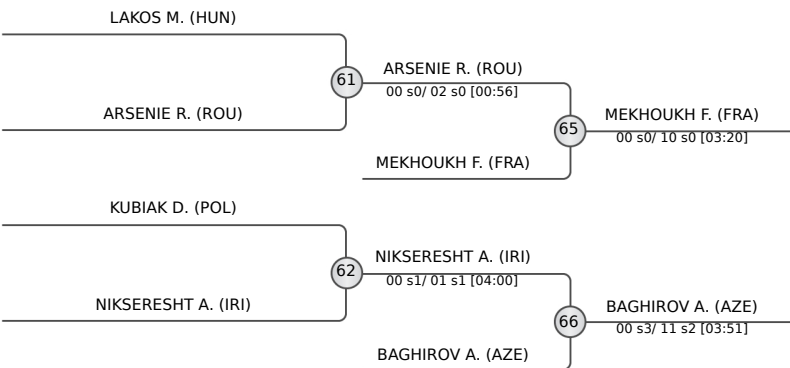 LAKOS M. (HUN)
61
ARSENIE R. (ROU)
00 s0/ 02 s0 [00:56]
ARSENIE R. (ROU)
65
MEKHOUKH F. (FRA)
00 s0/ 10 s0 [03:20]
MEKHOUKH F. (FRA)
KUBIAK D. (POL)
62
NIKSERESHT A. (IRI)
00 s1/ 01 s1 [04:00]
NIKSERESHT A. (IRI)
66
BAGHIROV A. (AZE)
00 s3/ 11 s2 [03:51]
BAGHIROV A. (AZE)